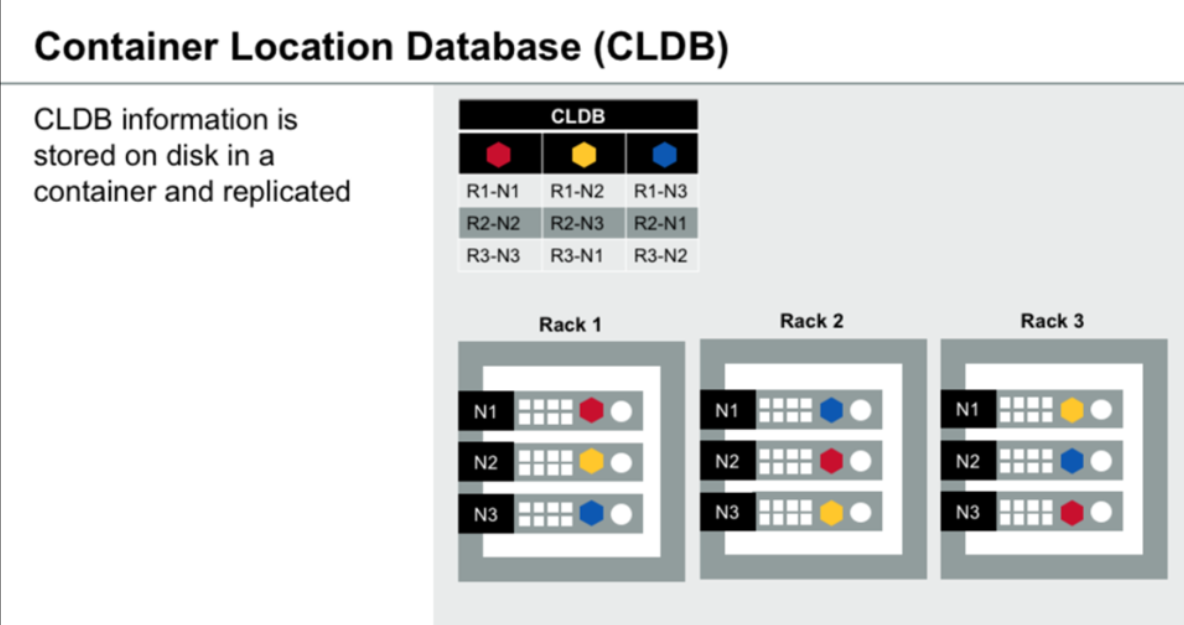 Container Location Database (CLDB)
CLDB information is
stored on disk in a
container and replicated
CLDB
R1-N1 R1-N2 R1-N3
R2-N2 R2-N3 R2-N1
R3-N3 R3-N1 R3-N2
Rack 1
N1
N2
N3
Rack 2
N1
N2
N3
Rack 3
N1
N2
N3